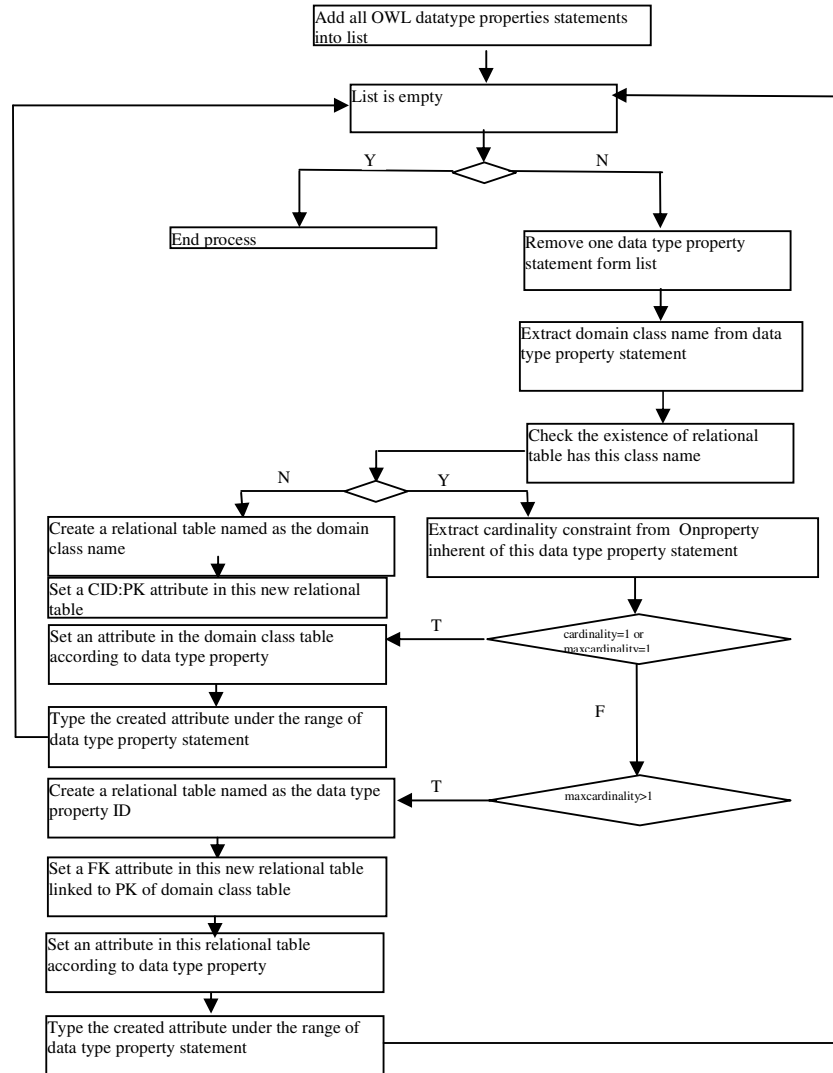 Add all OWL datatype properties statements
into list
List is empty
Y
N
End process
Remove one data type property
statement form list
Extract domain class name from data
type property statement
Check the existence of relational
table has this class name
N
Y
Create a relational table named as the domain
class name
Extract cardinality constraint from Onproperty
inherent of this data type property statement
Set a CID:PK attribute in this new relational
table
Set an attribute in the domain class table
according to data type property
T
cardinality=1 or
maxcardinality=1
Type the created attribute under the range of
data type property statement
F
Create a relational table named as the data type
property ID
T
maxcardinality>1
Set a FK attribute in this new relational table
linked to PK of domain class table
Set an attribute in this relational table
according to data type property
Type the created attribute under the range of
data type property statement